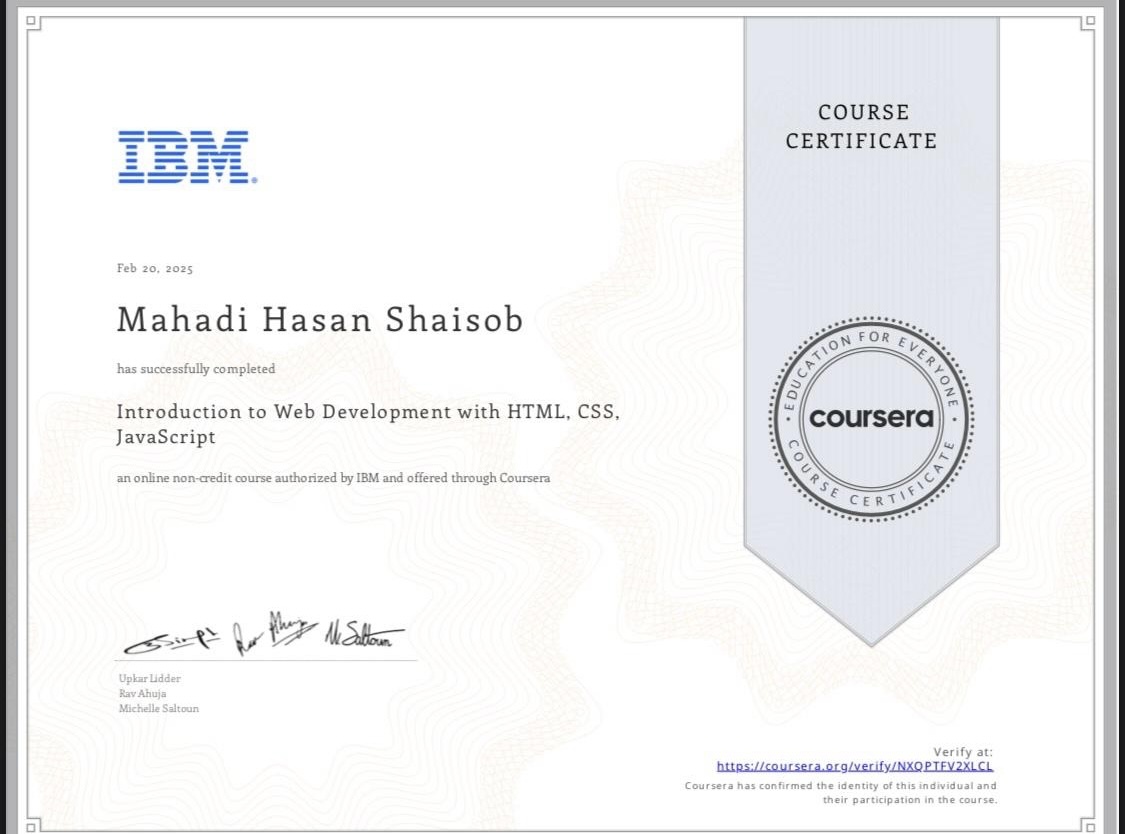 COURSE
CERTIFICATE
IBM®
Feb 20, 2025
Mahadi Hasan Shaisob
has successfully completed
Introduction to Web Development with HTML, CSS,
JavaScript
an online non-credit course authorized by IBM and offered through Coursera
EDUCATION FOR EVERYONE
coursera
COURSE CERTIFICATE
M. Saltoun
Upkar Lidder
Rav Ahuja
Michelle Saltoun
Verify at:
https://coursera.org/verify/NXQPTFV2XLCL
Coursera has confirmed the identity of this individual and
their participation in the course.